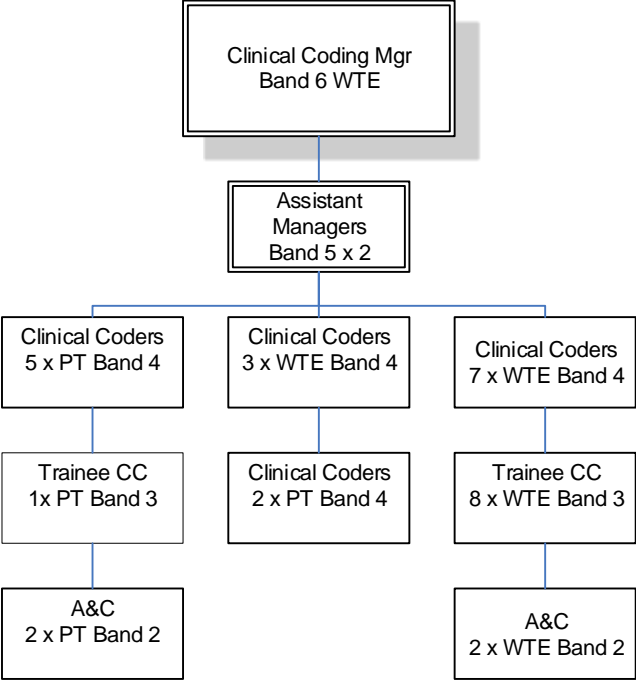 Clinical Coding Mgr
Band 6 WTE
Assistant
Managers
Band 5 x 2
Clinical Coders
5 x PT Band 4
Clinical Coders
3 x WTE Band 4
Clinical Coders
7 x WTE Band 4
Trainee CC
1x PT Band 3
Clinical Coders
2 x PT Band 4
Trainee CC
8 x WTE Band 3
A&C
2 x PT Band 2
A&C
2 x WTE Band 2